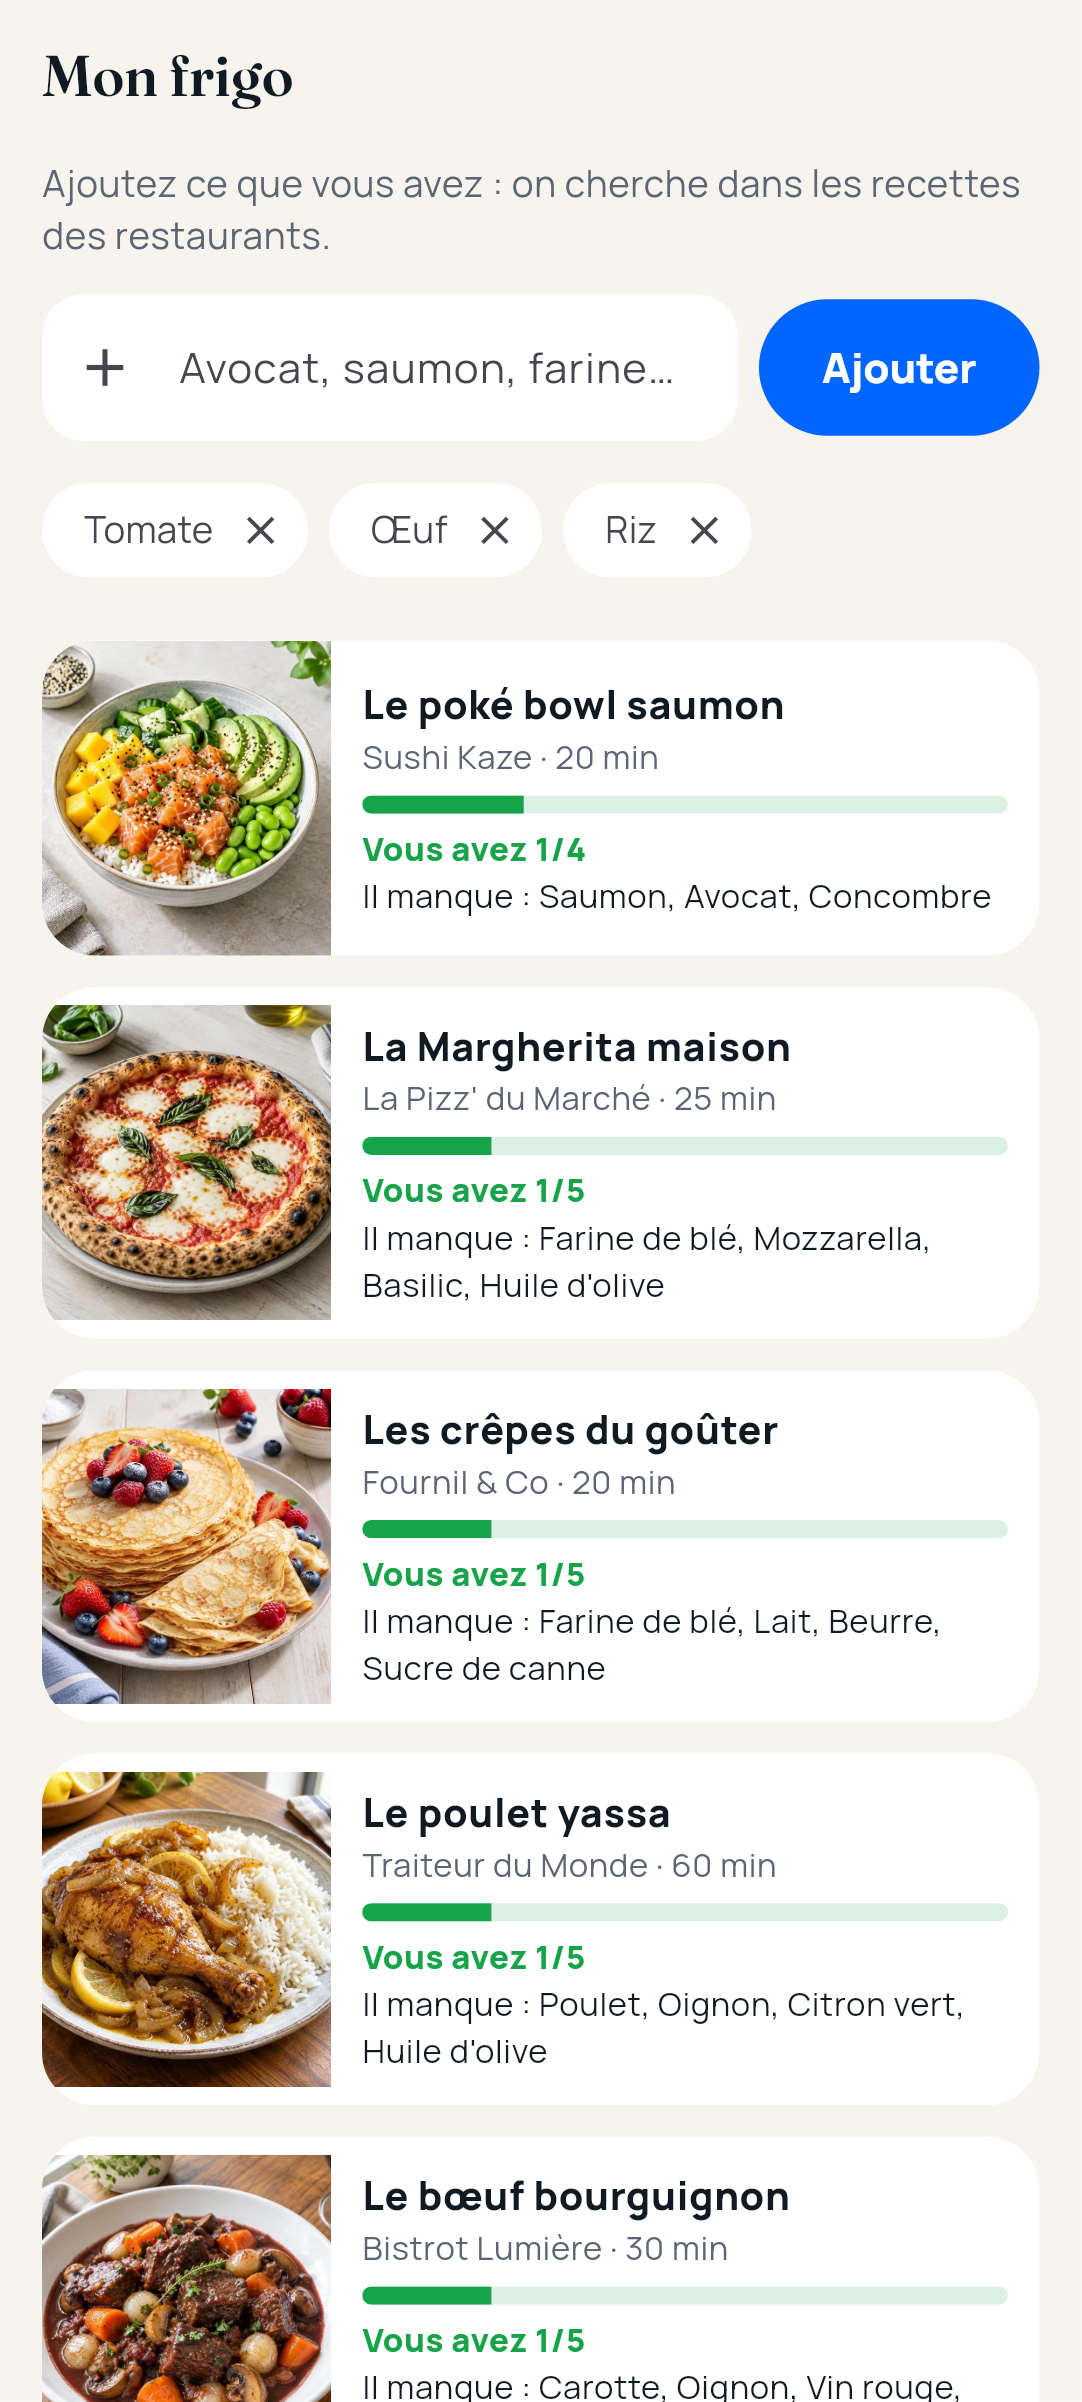 Mon frigo
Ajoutez ce que vous avez : on cherche dans les recettes
des restaurants.
Avocat, saumon, farine...
Ajouter
Tomate
Œuf
Riz
Le poké bowl saumon
Sushi Kaze · 20 min
Vous avez 1/4
Il manque : Saumon, Avocat, Concombre
La Margherita maison
La Pizz' du Marché · 25 min
Vous avez 1/5
Il manque : Farine de blé, Mozzarella,
Basilic, Huile d'olive
Les crêpes du goûter
Fournil & Co · 20 min
Vous avez 1/5
Il manque : Farine de blé, Lait, Beurre,
Sucre de canne
Le poulet yassa
Traiteur du Monde · 60 min
Vous avez 1/5
Il manque : Poulet, Oignon, Citron vert,
Huile d'olive
Le bœuf bourguignon
Bistrot Lumière · 30 min
Vous avez 1/5
Il manque : Carotte, Oignon, Vin rouge,